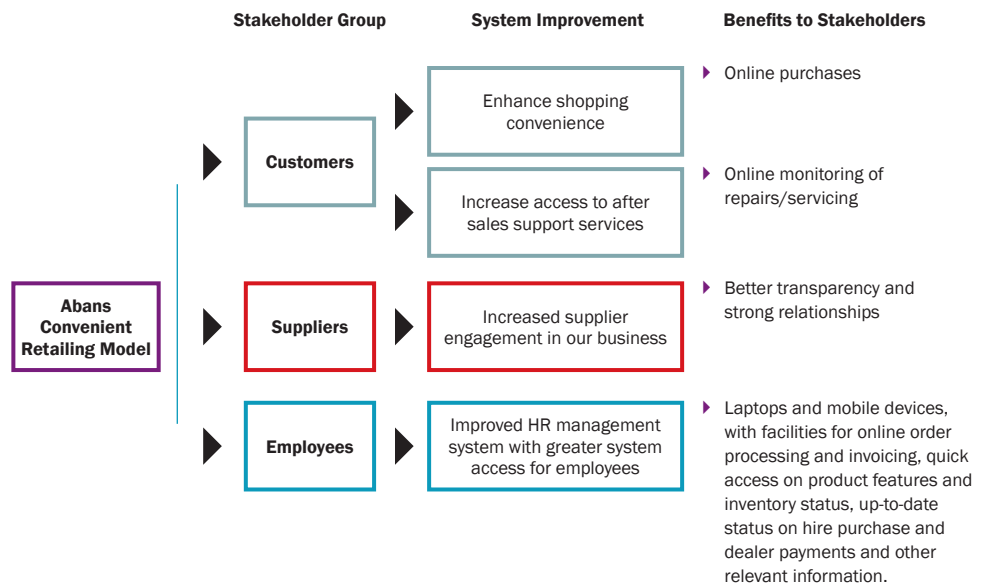 Stakeholder Group
System Improvement
Benefits to Stakeholders
Abans
Convenient
Retailing Model
Customers
Enhance shopping
convenience
Online purchases
Increase access to after
sales support services
Online monitoring of
repairs/servicing
Suppliers
Increased supplier
engagement in our business
Better transparency and
strong relationships
Employees
Improved HR management
system with greater system
access for employees
Laptops and mobile devices,
with facilities for online order
processing and invoicing, quick
access on product features and
inventory status, up-to-date
status on hire purchase and
dealer payments and other
relevant information.